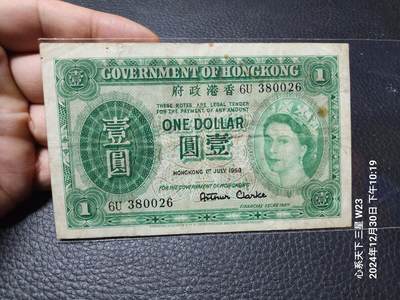 GOVERNMENT OF HONGKONG
壹 1
府政港香 6U 380026
THESE NOTES ARE LEGAL TENDER
FOR THE PAYMENT OF ANY AMOUNT
ONE DOLLAR
壹圓
圓壹
HONGKONG 1ST JULY 1958
FOR THE GOVERNMENT OF HONGKONG
6U 380026
Arthur Clarke
FINANCIAL SECRETARY
1 壹
心系天下 三星 W23
2024年12月30日 下午10:19